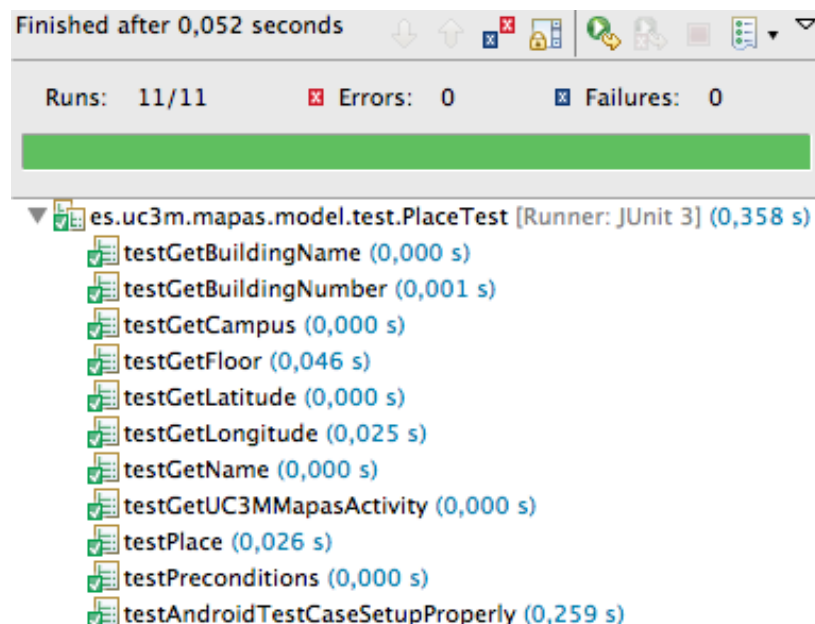 Finished after 0,052 seconds
Runs: 11/11 Errors: 0 Failures: 0
es.uc3m.mapas.model.test.PlaceTest [Runner: JUnit 3] (0,358 s)
testGetBuildingName (0,000 s)
testGetBuildingNumber (0,001 s)
testGetCampus (0,000 s)
testGetFloor (0,046 s)
testGetLatitude (0,000 s)
testGetLongitude (0,025 s)
testGetName (0,000 s)
testGetUC3MMapasActivity (0,000 s)
testPlace (0,026 s)
testPreconditions (0,000 s)
testAndroidTestCaseSetupProperly (0,259 s)